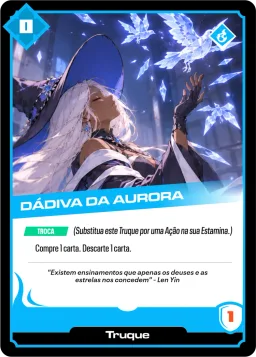 1
DÁDIVA DA AURORA
TROCA (Substitua este Truque por uma Ação na sua Estamina.)
Compre 1 carta. Descarte 1 carta.
"Existem ensinamentos que apenas os deuses e as
estrelas nos concedem" - Len Yin
1
Truque